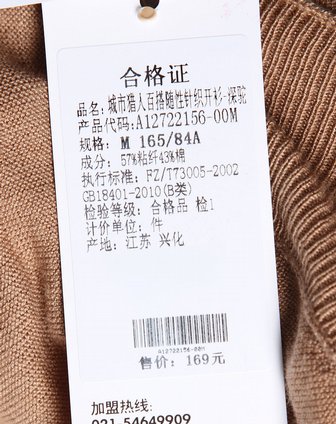 合格证
品名:城市猎人百搭随性针织开衫-深驼
产品代码:A12722156-00M
规格: M 165/84A
成分: 57%粘纤43%棉
执行标准: FZ/T73005-2002
GB18401-2010(B类)
检验等级: 合格品 检1
计价单位: 件
产地: 江苏 兴化
A12722156-00M
售价: 169元
加盟热线:
021-54649909